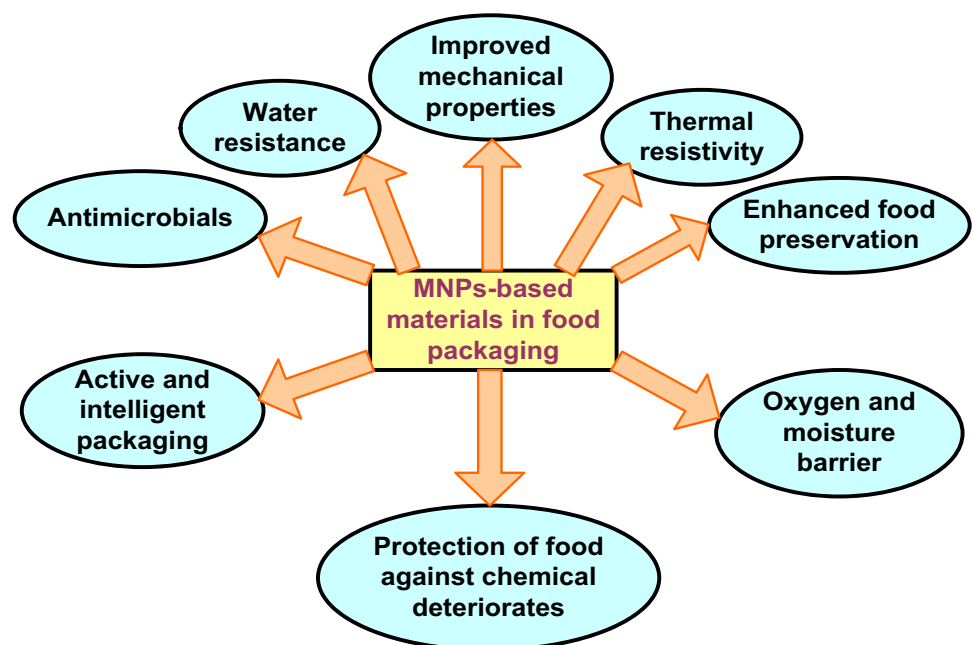 Improved
mechanical
properties
Water
resistance
Thermal
resistivity
Antimicrobials
Enhanced food
preservation
MNPs-based
materials in food
packaging
Active and
intelligent
packaging
Oxygen and
moisture
barrier
Protection of food
against chemical
deteriorates